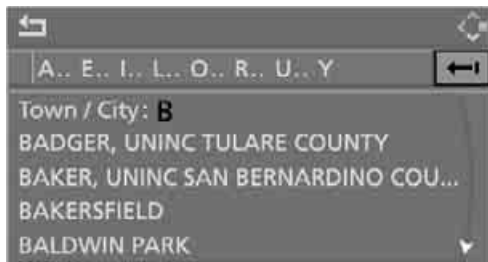 A.. E.. I.. L.. O.. R.. U.. Y
Town / City: B
BADGER, UNINC TULARE COUNTY
BAKER, UNINC SAN BERNARDINO COU...
BAKERSFIELD
BALDWIN PARK